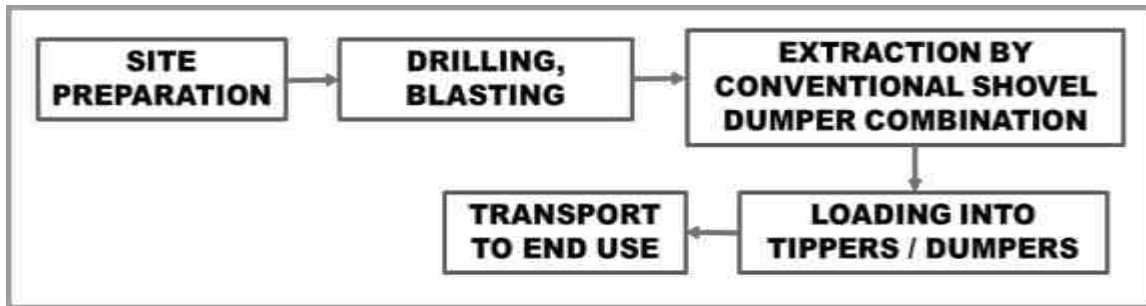 SITE
PREPARATION
DRILLING,
BLASTING
EXTRACTION BY
CONVENTIONAL SHOVEL
DUMPER COMBINATION
LOADING INTO
TIPPERS / DUMPERS
TRANSPORT
TO END USE